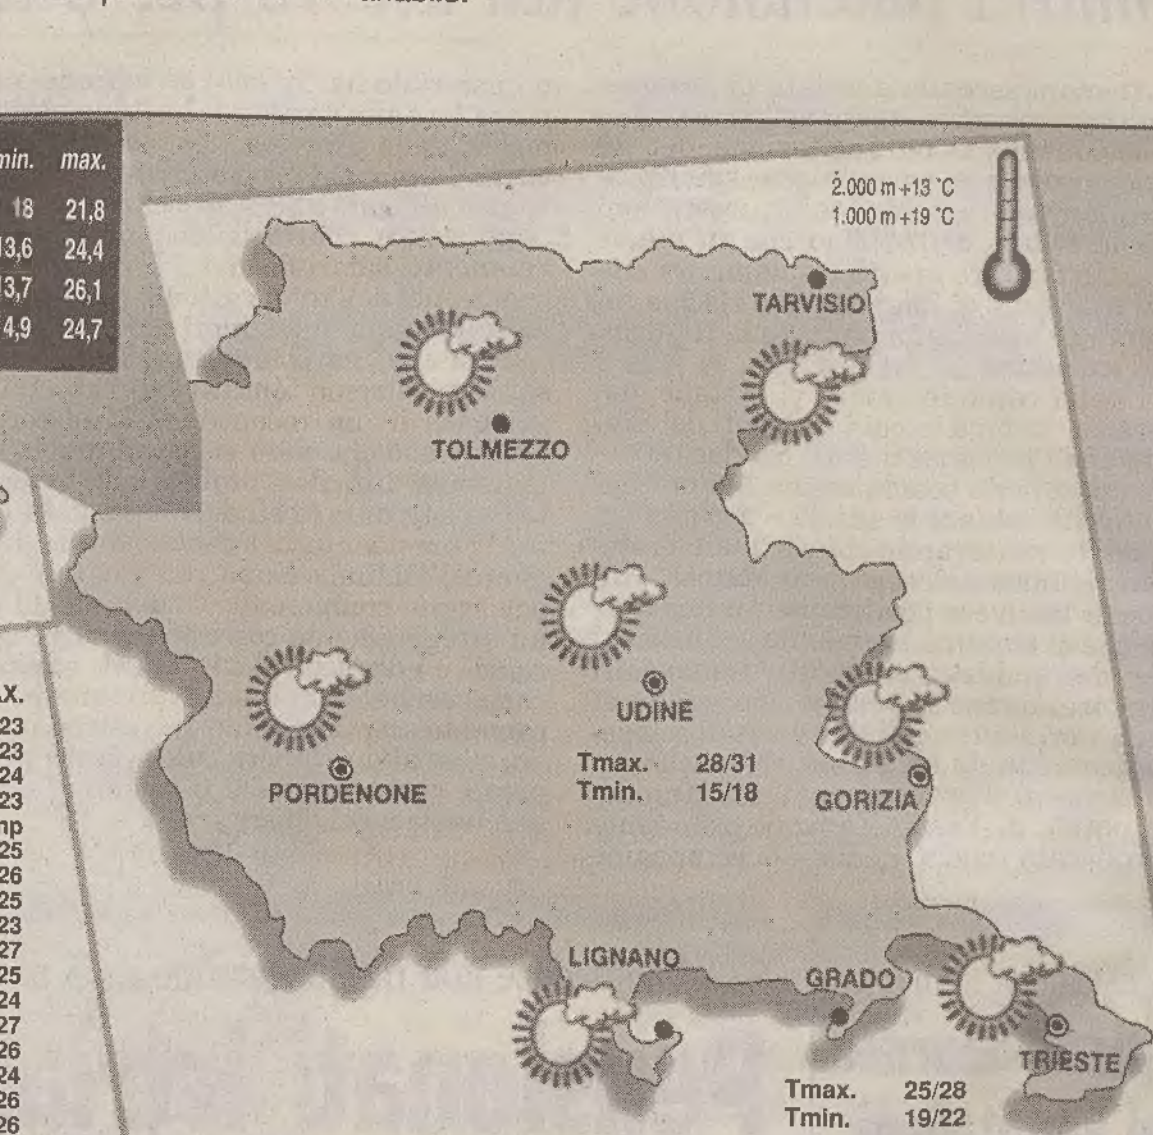 min. max.
18 21,8
13,6 24,4
13,7 26,1
4,9 24,7
2.000 m +13 °C
1.000 m +19 °C
TARVISIO
TOLMEZZO
UDINE
Tmax. 28/31
Tmin. 15/18
PORDENONE
GORIZIA
LIGNANO
GRADO
TRIESTE
Tmax. 25/28
Tmin. 19/22
AX.
23
23
24
23
np
25
26
25
23
27
25
24
27
26
24
26
26